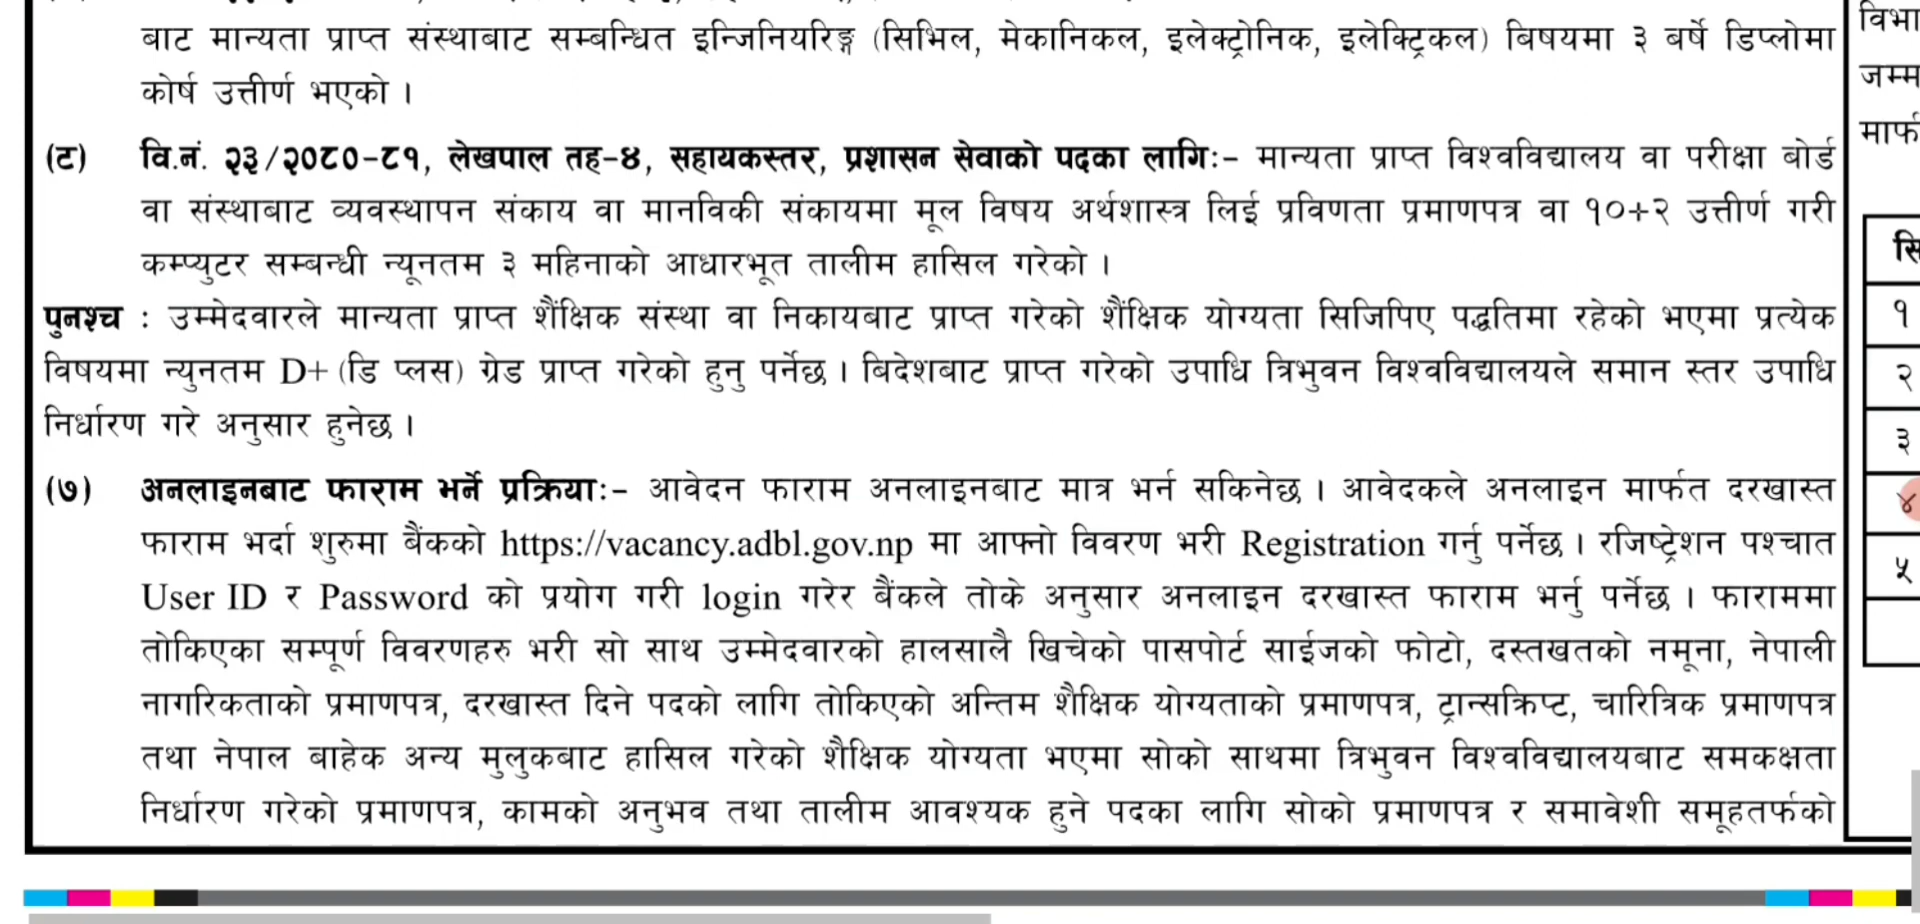 बाट मान्यता प्राप्त संस्थाबाट सम्बन्धित इन्जिनियरिङ्ग (सिभिल, मेकानिकल, इलेक्ट्रोनिक, इलेक्ट्रिकल) बिषयमा ३ बर्षे डिप्लोमा
कोर्ष उत्तीर्ण भएको ।
(ट) वि.नं. २३/२०८०-८१, लेखपाल तह-४, सहायकस्तर, प्रशासन सेवाको पदका लागिः- मान्यता प्राप्त विश्वविद्यालय वा परीक्षा बोर्ड
वा संस्थाबाट व्यवस्थापन संकाय वा मानविकी संकायमा मूल विषय अर्थशास्त्र लिई प्रविणता प्रमाणपत्र वा १०+२ उत्तीर्ण गरी
कम्प्युटर सम्बन्धी न्यूनतम ३ महिनाको आधारभूत तालीम हासिल गरेको ।
पुनश्च : उम्मेदवारले मान्यता प्राप्त शैंक्षिक संस्था वा निकायबाट प्राप्त गरेको शैंक्षिक योग्यता सिजिपिए पद्धतिमा रहेको भएमा प्रत्येक
विषयमा न्युनतम D+ (डि प्लस) ग्रेड प्राप्त गरेको हुनु पर्नेछ । बिदेशबाट प्राप्त गरेको उपाधि त्रिभुवन विश्वविद्यालयले समान स्तर उपाधि
निर्धारण गरे अनुसार हुनेछ ।
(७) अनलाइनबाट फाराम भर्ने प्रक्रियाः- आवेदन फाराम अनलाइनबाट मात्र भर्न सकिनेछ । आवेदकले अनलाइन मार्फत दरखास्त
फाराम भर्दा शुरुमा बैंकको https://vacancy.adbl.gov.np मा आफ्नो विवरण भरी Registration गर्नु पर्नेछ । रजिष्ट्रेशन पश्चात
User ID र Password को प्रयोग गरी login गरेर बैंकले तोके अनुसार अनलाइन दरखास्त फाराम भर्नु पर्नेछ । फाराममा
तोकिएका सम्पूर्ण विवरणहरु भरी सो साथ उम्मेदवारको हालसालै खिचेको पासपोर्ट साईजको फोटो, दस्तखतको नमूना, नेपाली
नागरिकताको प्रमाणपत्र, दरखास्त दिने पदको लागि तोकिएको अन्तिम शैक्षिक योग्यताको प्रमाणपत्र, ट्रान्सक्रिप्ट, चारित्रिक प्रमाणपत्र
तथा नेपाल बाहेक अन्य मुलुकबाट हासिल गरेको शैक्षिक योग्यता भएमा सोको साथमा त्रिभुवन विश्वविद्यालयबाट समकक्षता
निर्धारण गरेको प्रमाणपत्र, कामको अनुभव तथा तालीम आवश्यक हुने पदका लागि सोको प्रमाणपत्र र समावेशी समूहतर्फको
विभा
जम्म
मार्फ
सि
१
२
३
४
५